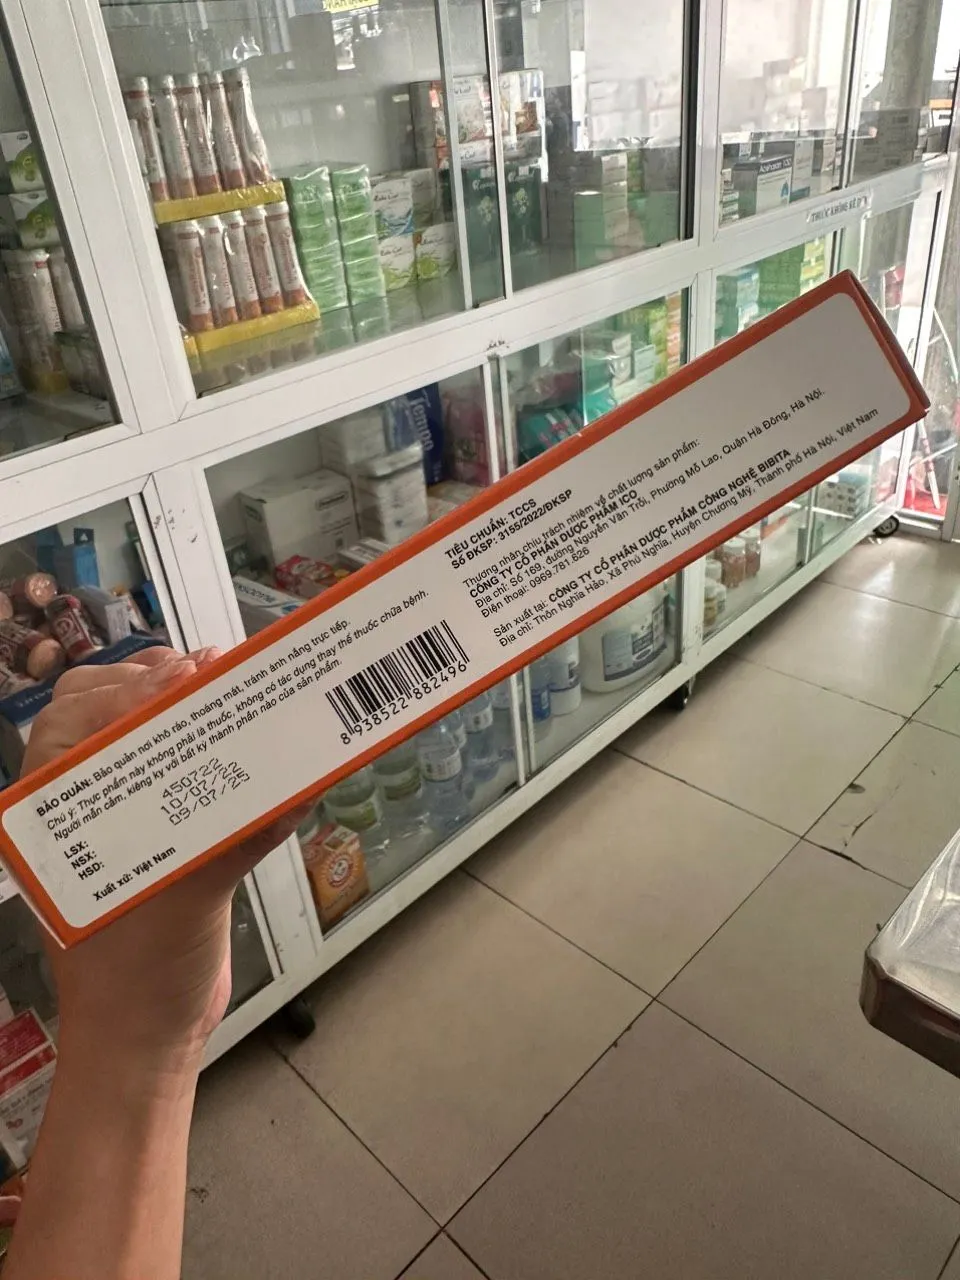 BẢO QUẢN: Bảo quản nơi khô ráo, thoáng mát, tránh ánh nắng trực tiếp.
Chú ý: Thực phẩm này không phải là thuốc, không có tác dụng thay thế thuốc chữa bệnh.
Người mẫn cảm, kiêng kỵ với bất kỳ thành phần nào của sản phẩm.
LSX: 450722
NSX: 10/07/22
HSD: 09/07/25
Xuất xứ: Việt Nam
8 938522 882496
TIÊU CHUẨN: TCCS
Số ĐKSP: 3155/2022/ĐKSP
Thương nhân chịu trách nhiệm về chất lượng sản phẩm:
CÔNG TY CỔ PHẦN DƯỢC PHẨM ICO
Địa chỉ: Số 169, đường Nguyễn Văn Trỗi, Phường Mỗ Lao, Quận Hà Đông, Hà Nội.
Điện thoại: 0969.781.626
Sản xuất tại: CÔNG TY CỔ PHẦN DƯỢC PHẨM CÔNG NGHỆ BIBITA
Địa chỉ: Thôn Nghĩa Hảo, Xã Phú Nghĩa, Huyện Chương Mỹ, Thành phố Hà Nội, Việt Nam
Tempo